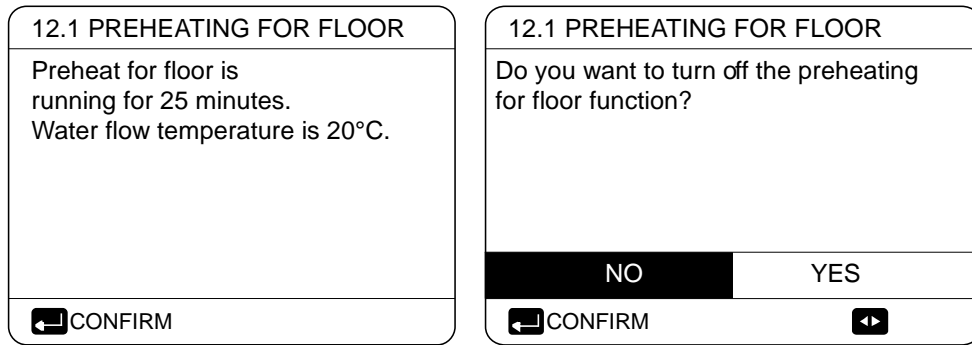 12.1 PREHEATING FOR FLOOR
Preheat for floor is
running for 25 minutes.
Water flow temperature is 20°C.
CONFIRM
12.1 PREHEATING FOR FLOOR
Do you want to turn off the preheating
for floor function?
NO YES
CONFIRM